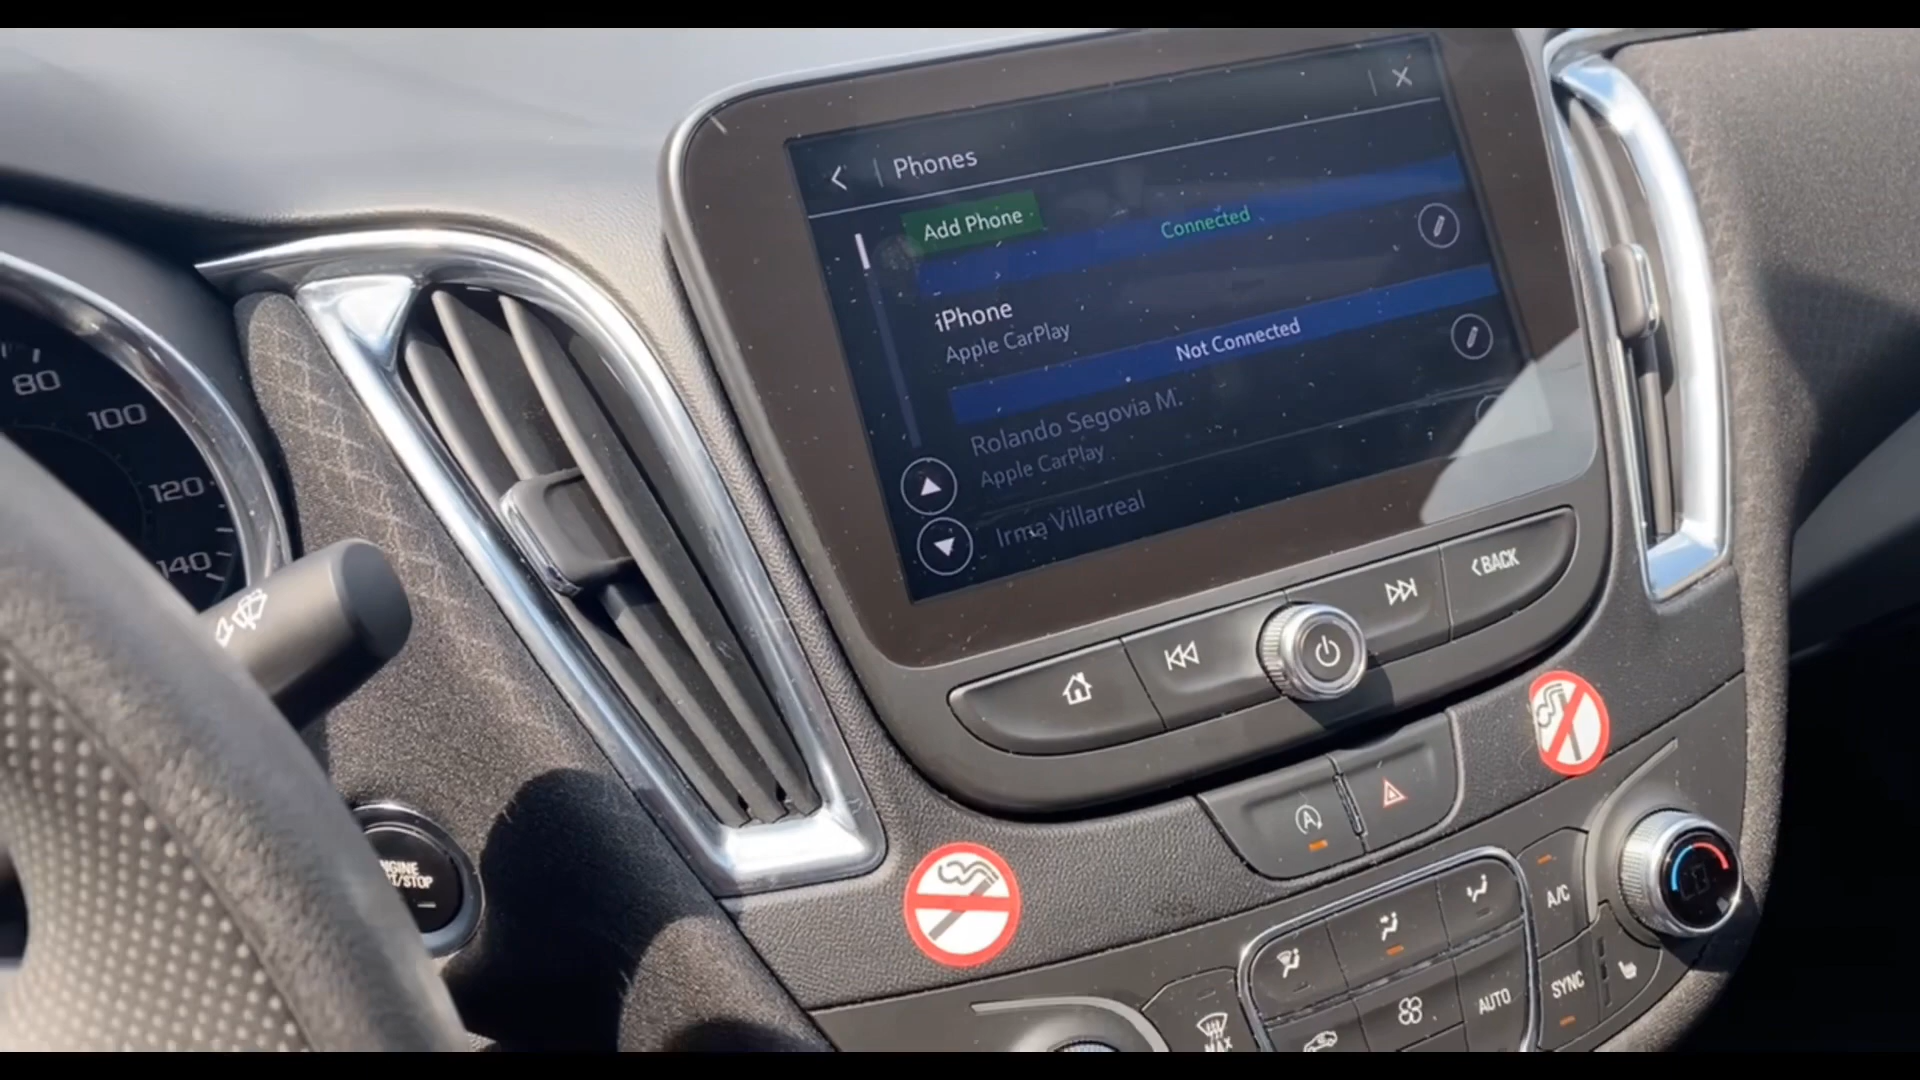 Phones
Add Phone
Connected
iPhone
Apple CarPlay
Not Connected
Rolando Segovia M.
Apple CarPlay
Irma Villarreal
80
100
120
140
BACK
A/C
SYNC
AUTO
MAX